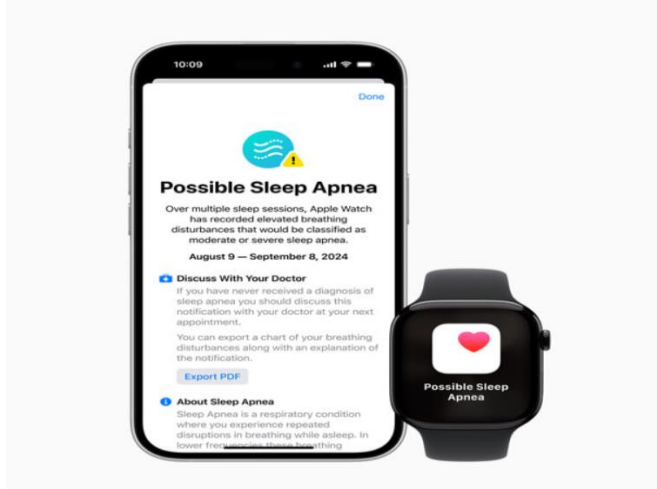 10:09
Done
Possible Sleep Apnea
Over multiple sleep sessions, Apple Watch
has recorded elevated breathing
disturbances that would be classified as
moderate or severe sleep apnea.
August 9 — September 8, 2024
Discuss With Your Doctor
If you have never received a diagnosis of
sleep apnea you should discuss this
notification with your doctor at your next
appointment.
You can export a chart of your breathing
disturbances along with an explanation of
the notification.
Export PDF
About Sleep Apnea
Sleep Apnea is a respiratory condition
where you experience repeated
disruptions in breathing while asleep. In
lower frequencies these breathing
Possible Sleep
Apnea